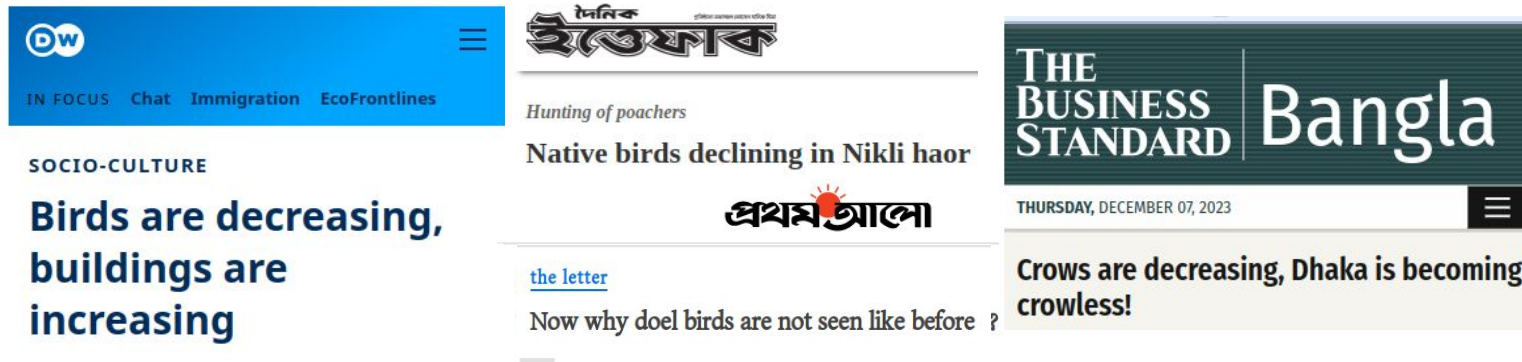 DW
IN FOCUS Chat Immigration EcoFrontlines
SOCIO-CULTURE
Birds are decreasing,
buildings are
increasing
দৈনিক
ইত্তেফাক
Hunting of poachers
Native birds declining in Nikli haor
প্রথম আলো
the letter
Now why doel birds are not seen like before ?
THE
BUSINESS
STANDARD
Bangla
THURSDAY, DECEMBER 07, 2023
Crows are decreasing, Dhaka is becoming
crowless!